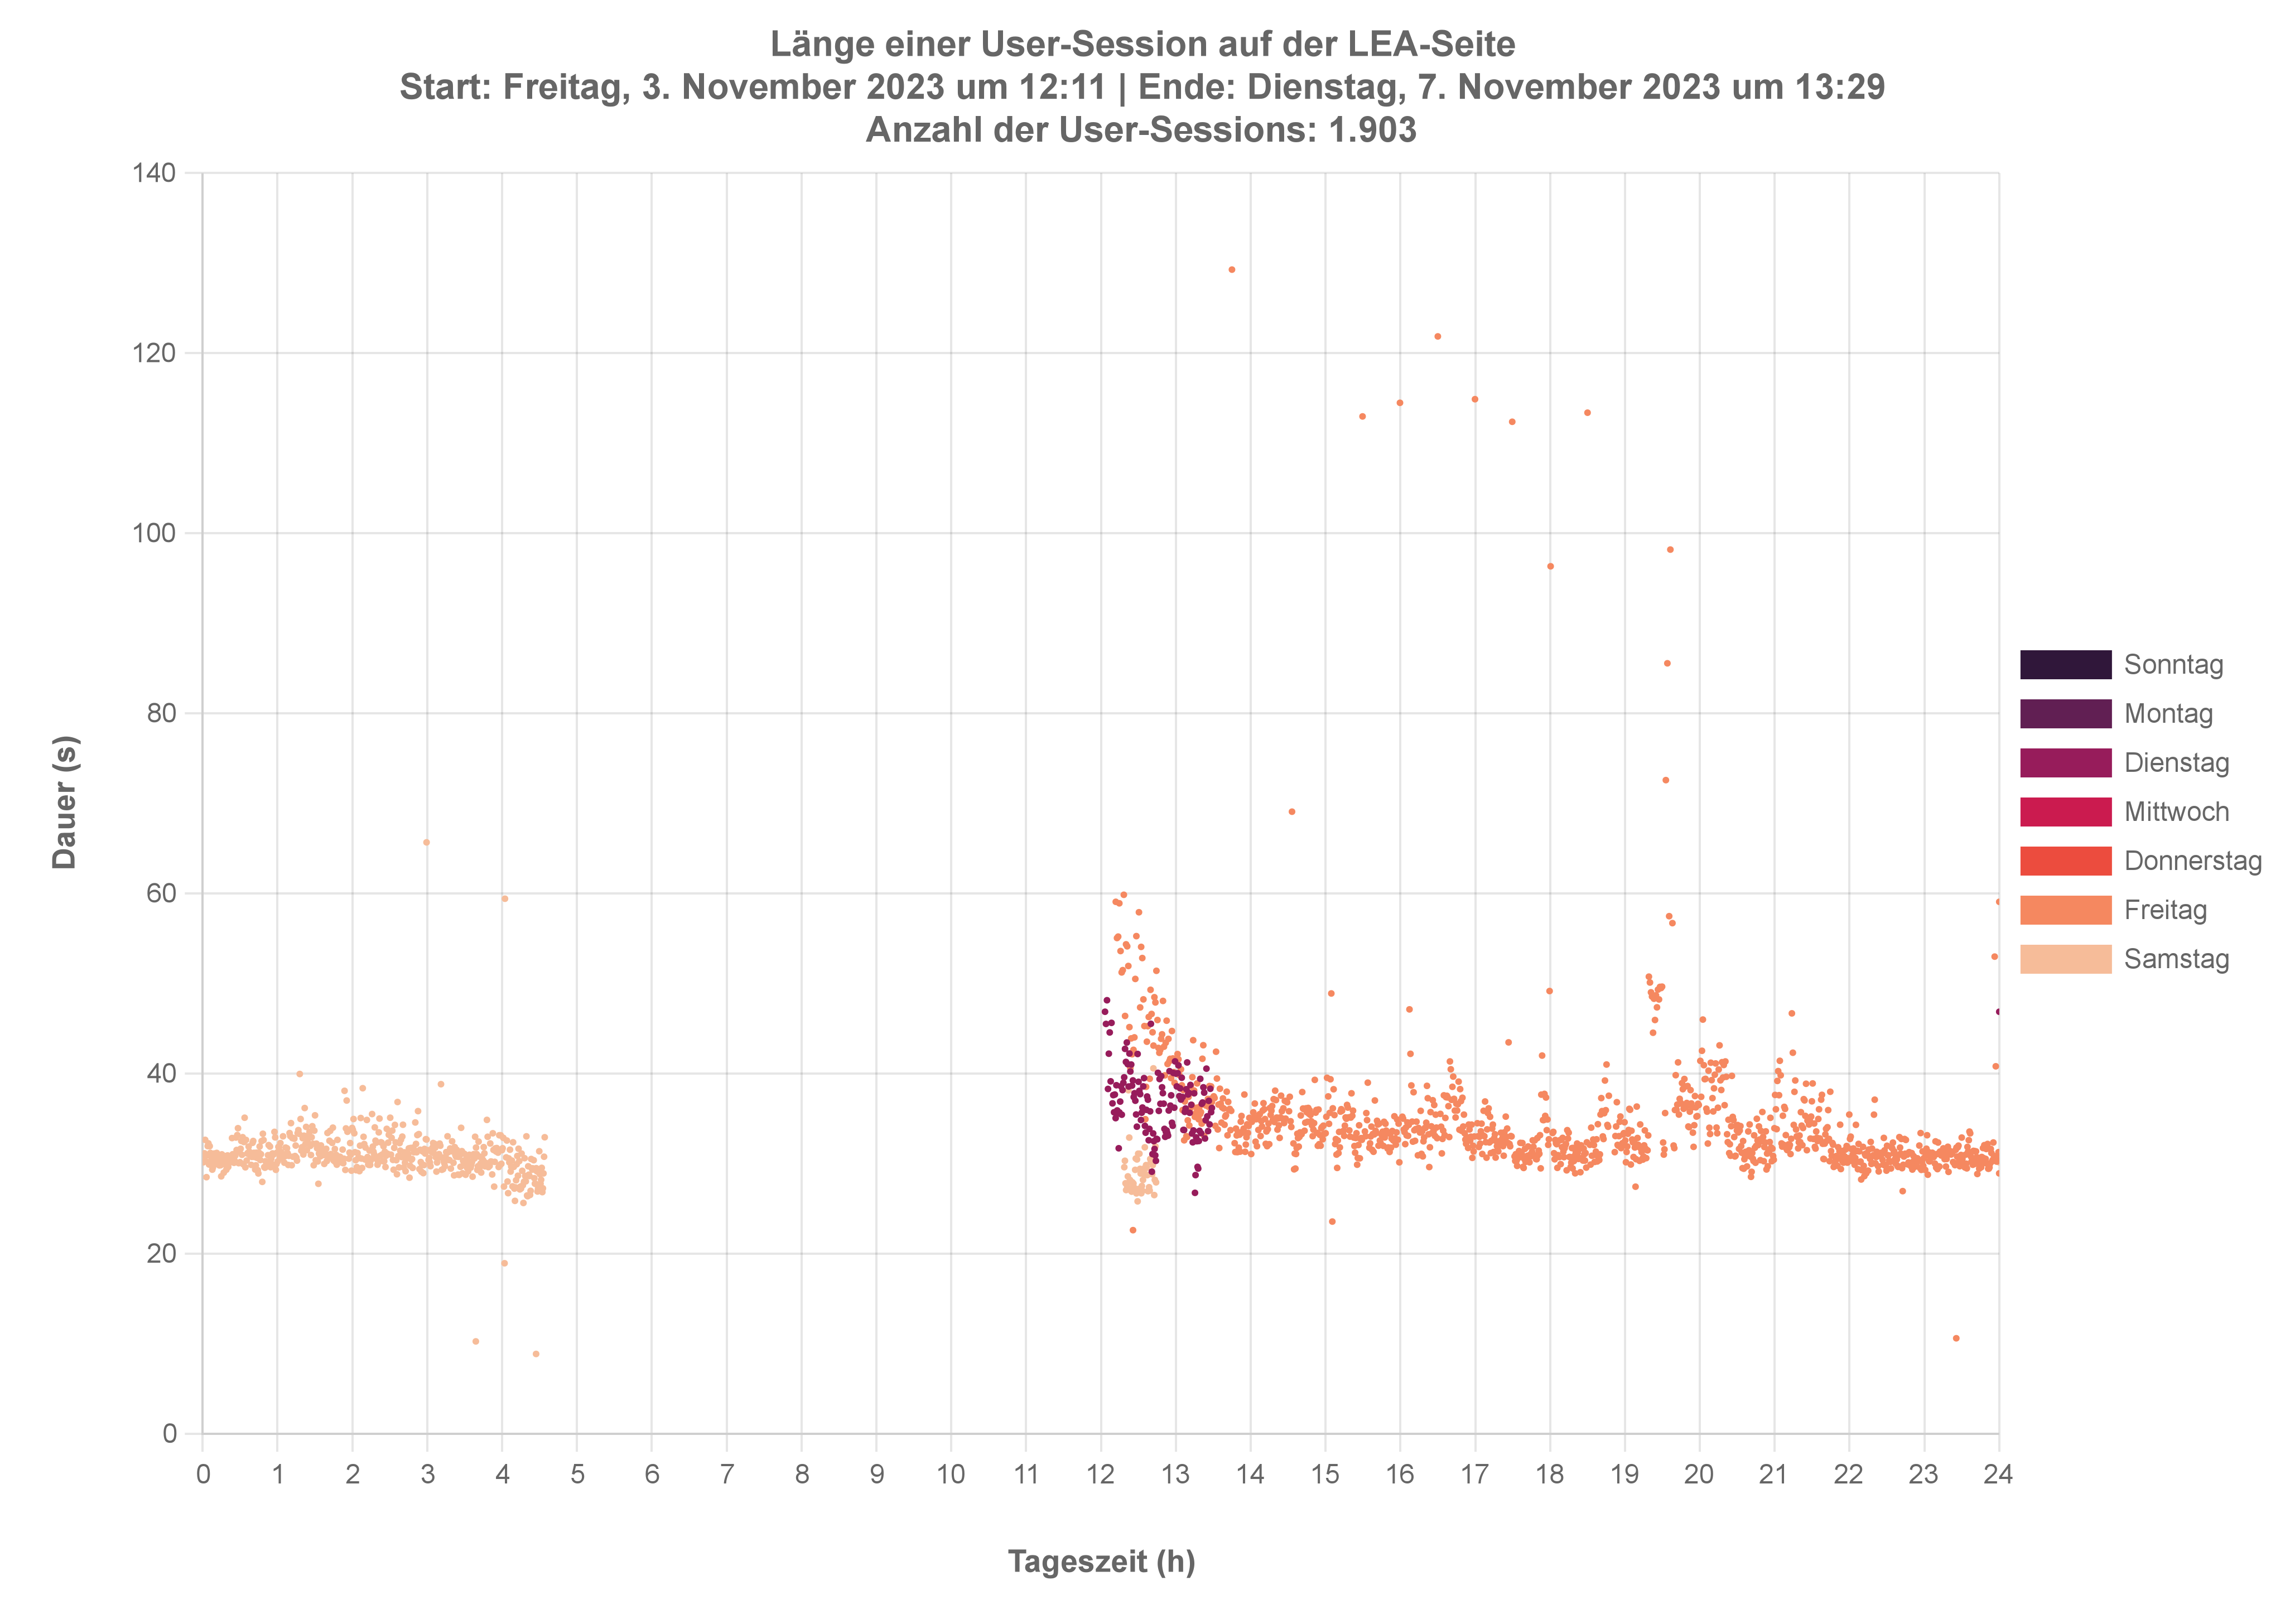 Länge einer User-Session auf der LEA-Seite
Start: Freitag, 3. November 2023 um 12:11 | Ende: Dienstag, 7. November 2023 um 13:29
Anzahl der User-Sessions: 1.903
140
120
100
80
60
40
20
0
Dauer (s)
0 1 2 3 4 5 6 7 8 9 10 11 12 13 14 15 16 17 18 19 20 21 22 23 24
Tageszeit (h)
Sonntag
Montag
Dienstag
Mittwoch
Donnerstag
Freitag
Samstag